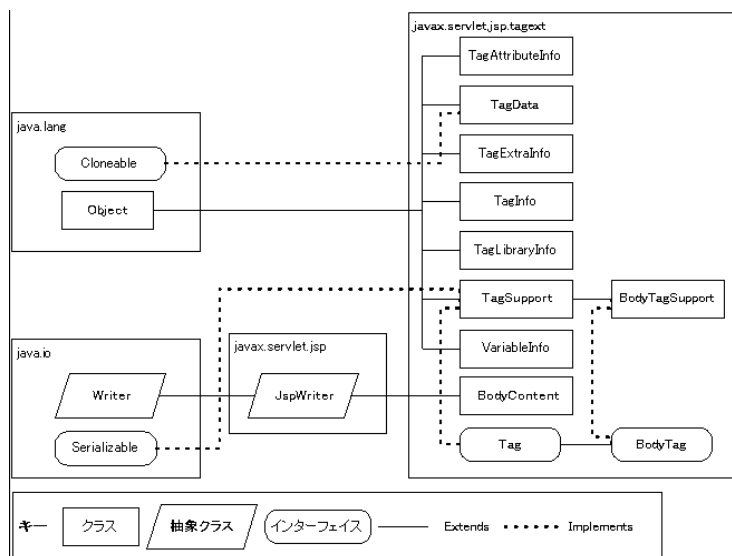 javax.servlet.jsp.tagext
TagAttributeInfo
TagData
TagExtraInfo
TagInfo
TagLibraryInfo
TagSupport
BodyTagSupport
VariableInfo
BodyContent
Tag
BodyTag
java.lang
Cloneable
Object
java.io
Writer
Serializable
javax.servlet.jsp
JspWriter
キー
クラス
抽象クラス
インターフェイス
Extends
Implements